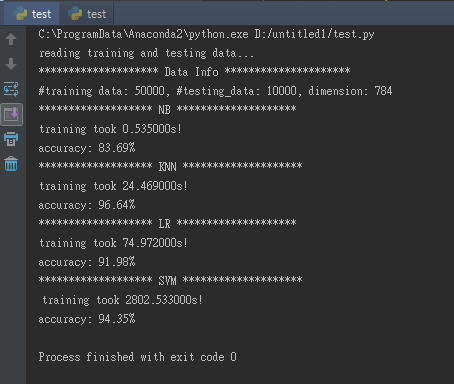 test test
C:\ProgramData\Anaconda2\python.exe D:/untitled1/test.py
reading training and testing data...
******************** Data Info *********************
#training data: 50000, #testing_data: 10000, dimension: 784
******************* NB ********************
training took 0.535000s!
accuracy: 83.69%
******************* KNN ********************
training took 24.469000s!
accuracy: 96.64%
******************* LR ********************
training took 74.972000s!
accuracy: 91.98%
******************* SVM ********************
training took 2802.533000s!
accuracy: 94.35%
Process finished with exit code 0